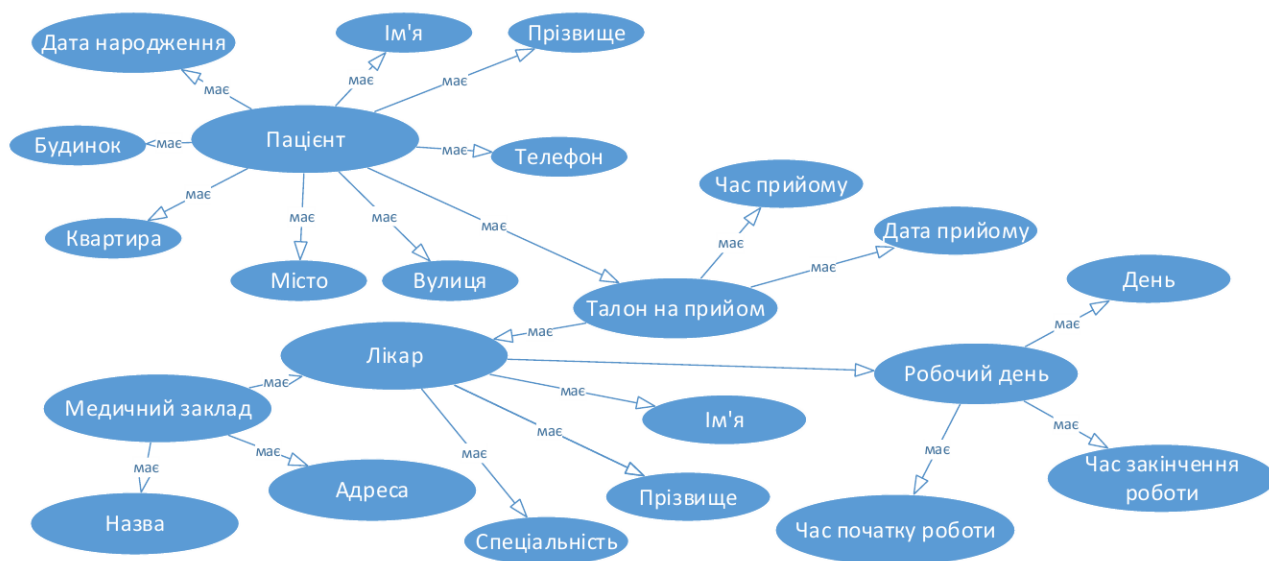 Ім'я
Прізвище
Дата народження
має
має
має
Пацієнт
Будинок
має
має
Телефон
має
Час прийому
має
має
має
має
Дата прийому
Квартира
має
має
Місто
Вулиця
День
Талон на прийом
має
має
Лікар
Робочий день
має
має
Медичний заклад
Ім'я
має
має
має
має
має
має
Час закінчення
роботи
Адреса
Прізвище
Назва
Час початку роботи
Спеціальність